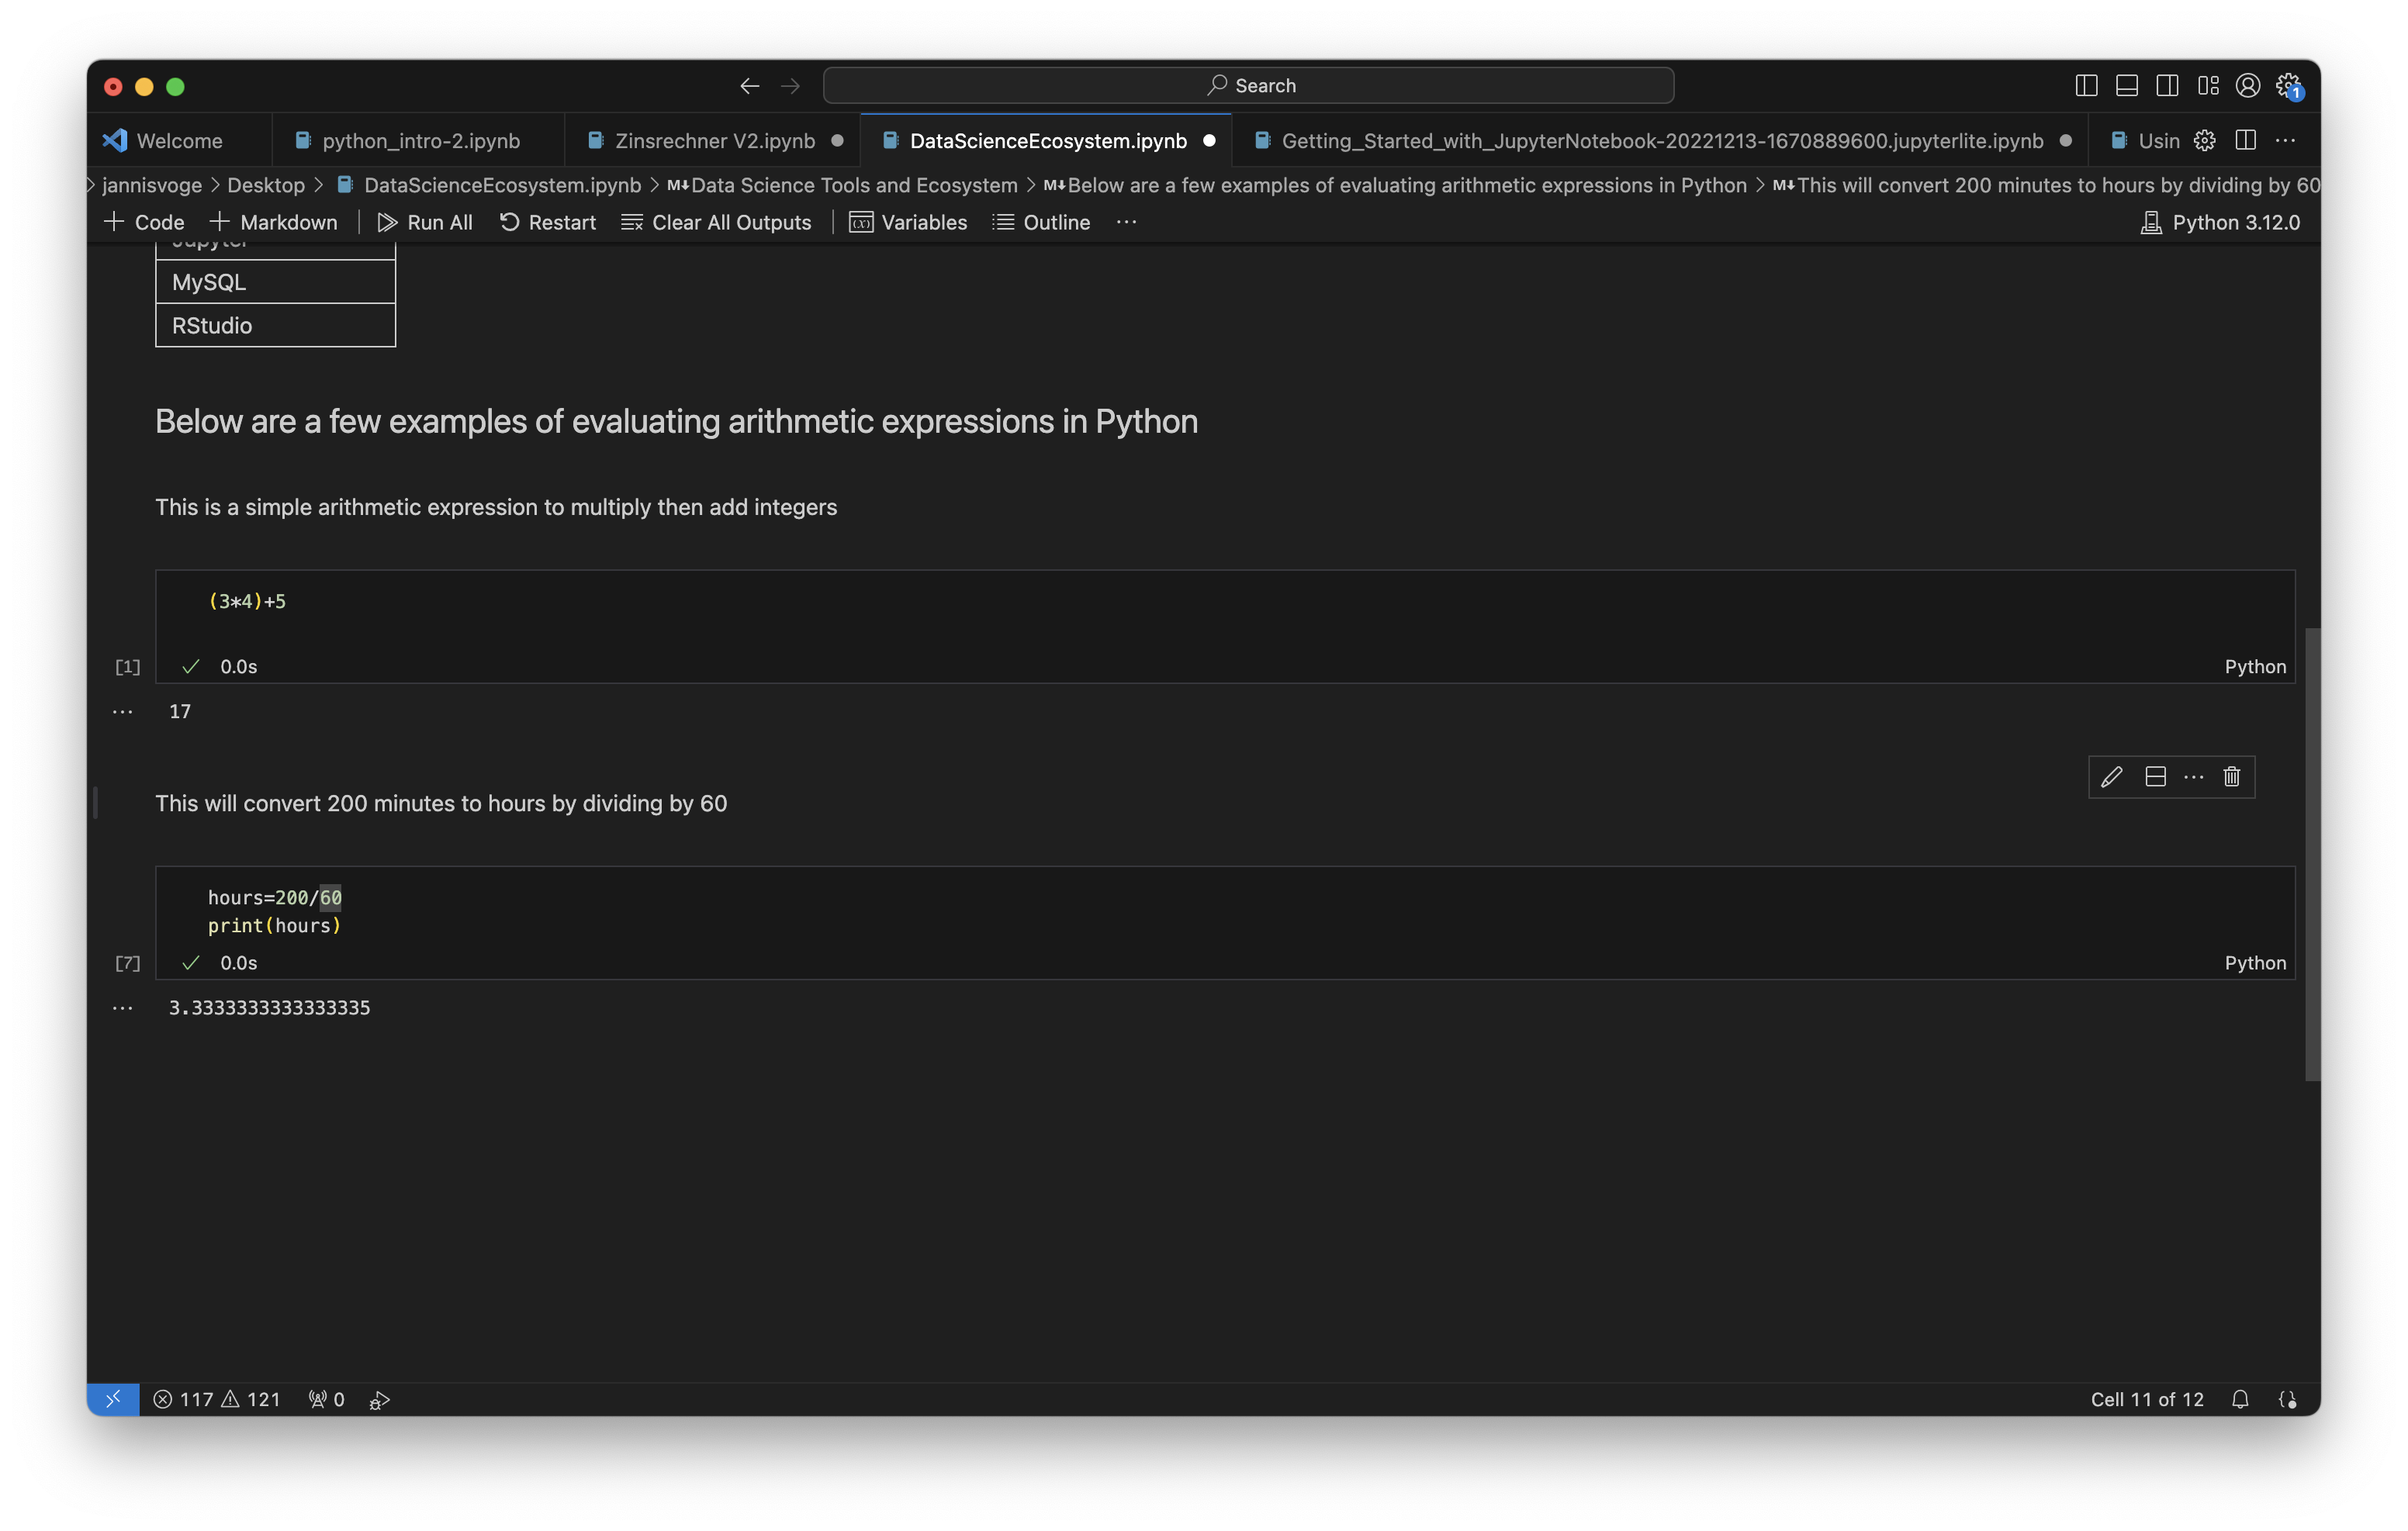 Search
1
Welcome
python_intro-2.ipynb
Zinsrechner V2.ipynb
DataScienceEcosystem.ipynb
Getting_Started_with_JupyterNotebook-20221213-1670889600.jupyterlite.ipynb
Usin
jannisvoge > Desktop > DataScienceEcosystem.ipynb > M↓Data Science Tools and Ecosystem > M↓Below are a few examples of evaluating arithmetic expressions in Python > M↓This will convert 200 minutes to hours by dividing by 60
+ Code + Markdown | Run All Restart Clear All Outputs | Variables Outline ...
Python 3.12.0
Jupyter
MySQL
RStudio
Below are a few examples of evaluating arithmetic expressions in Python
This is a simple arithmetic expression to multiply then add integers
(3*4)+5
[1] ✓ 0.0s Python
... 17
This will convert 200 minutes to hours by dividing by 60
hours=200/60
print(hours)
[7] ✓ 0.0s Python
... 3.3333333333333335
117 121 0
Cell 11 of 12